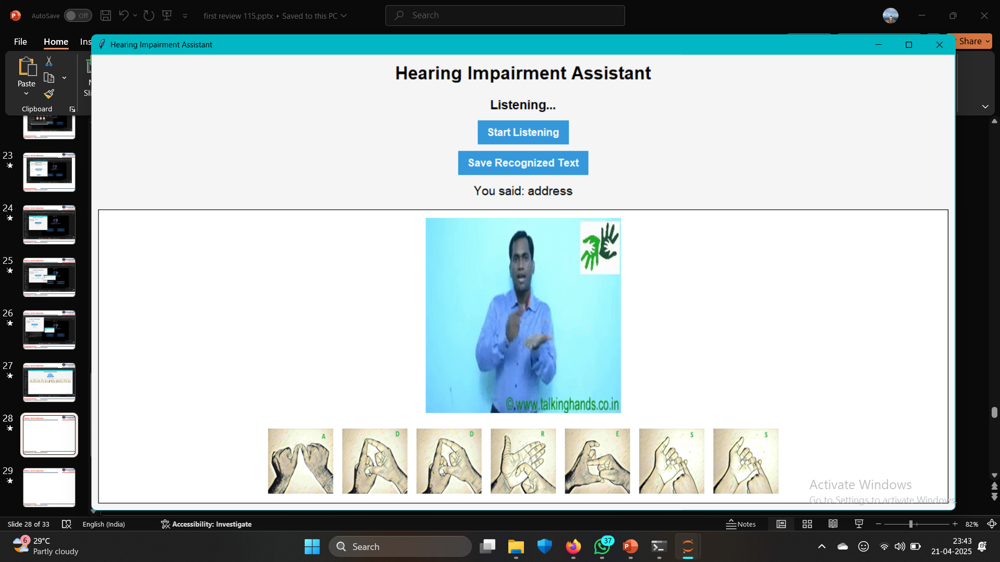 AutoSave
Off
first review 115.pptx • Saved to this PC
Search
File
Home
Ins
Share
Hearing Impairment Assistant
Paste
Clipboard
N
Sli
Hearing Impairment Assistant
Listening...
Start Listening
Save Recognized Text
You said: address
© www.talkinghands.co.in
A
D
D
R
E
S
S
23
24
25
26
27
28
29
Activate Windows
Go to Settings to activate Windows.
Slide 28 of 33
English (India)
Accessibility: Investigate
Notes
82%
6
29°C
Partly cloudy
Search
37
23:43
21-04-2025